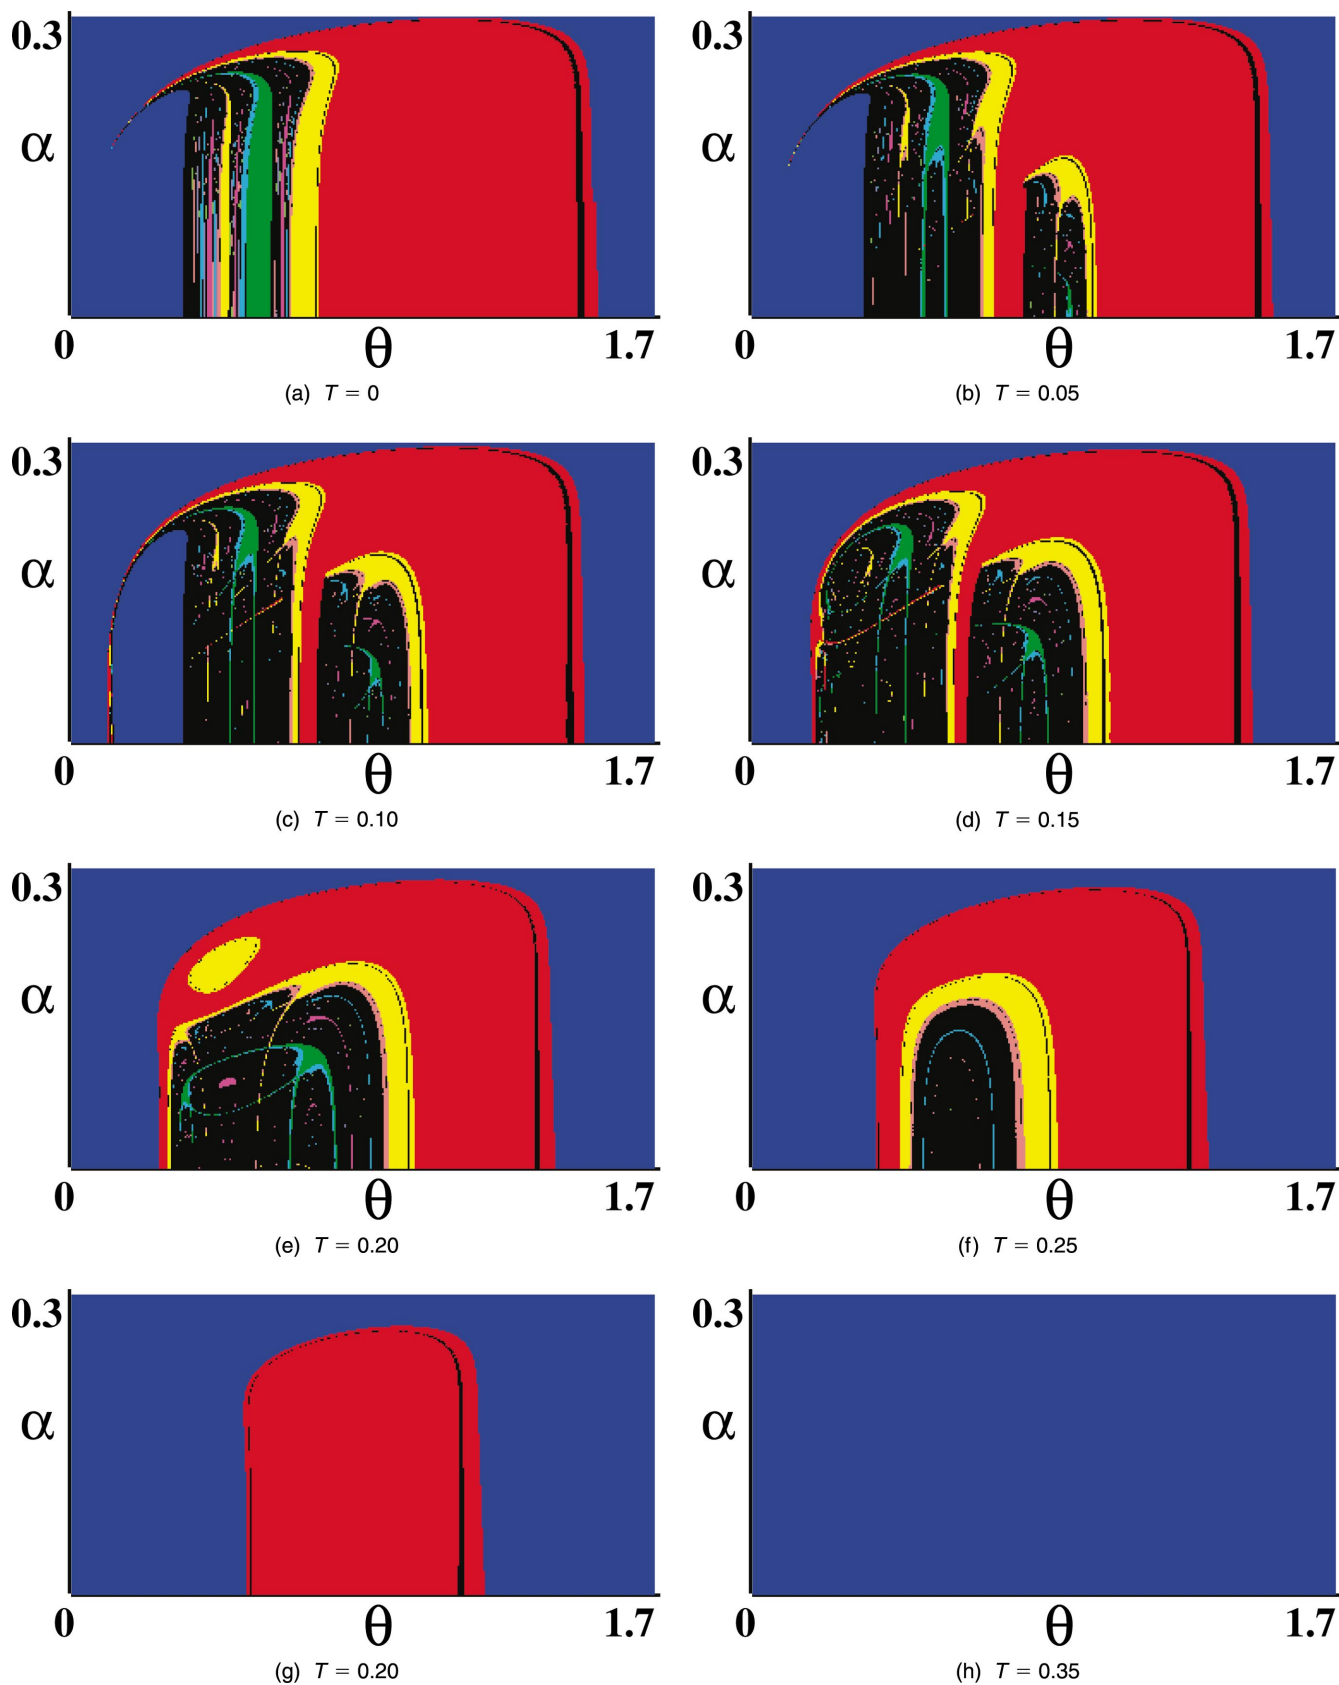 0.3 0.3
α α
0 θ 1.7 0 θ 1.7
(a) T = 0 (b) T = 0.05
0.3 0.3
α α
0 θ 1.7 0 θ 1.7
(c) T = 0.10 (d) T = 0.15
0.3 0.3
α α
0 θ 1.7 0 θ 1.7
(e) T = 0.20 (f) T = 0.25
0.3 0.3
α α
0 θ 1.7 0 θ 1.7
(g) T = 0.20 (h) T = 0.35